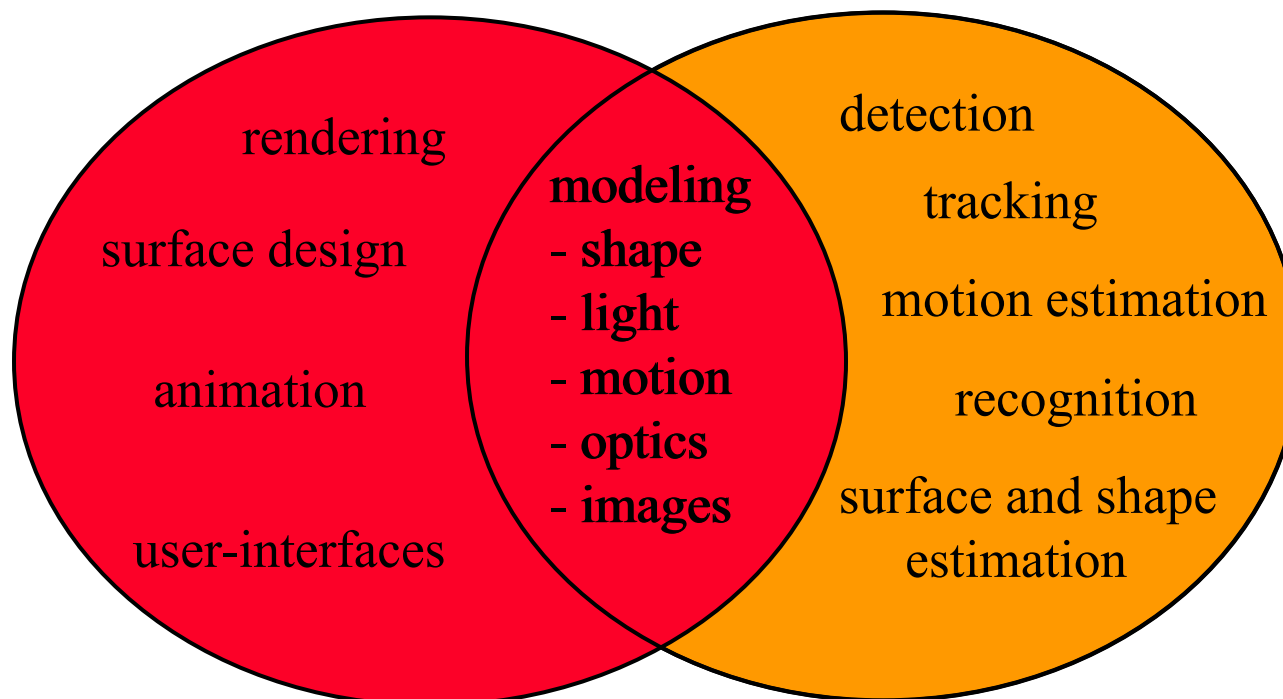 rendering
surface design
animation
user-interfaces
modeling
- shape
- light
- motion
- optics
- images
detection
tracking
motion estimation
recognition
surface and shape
estimation